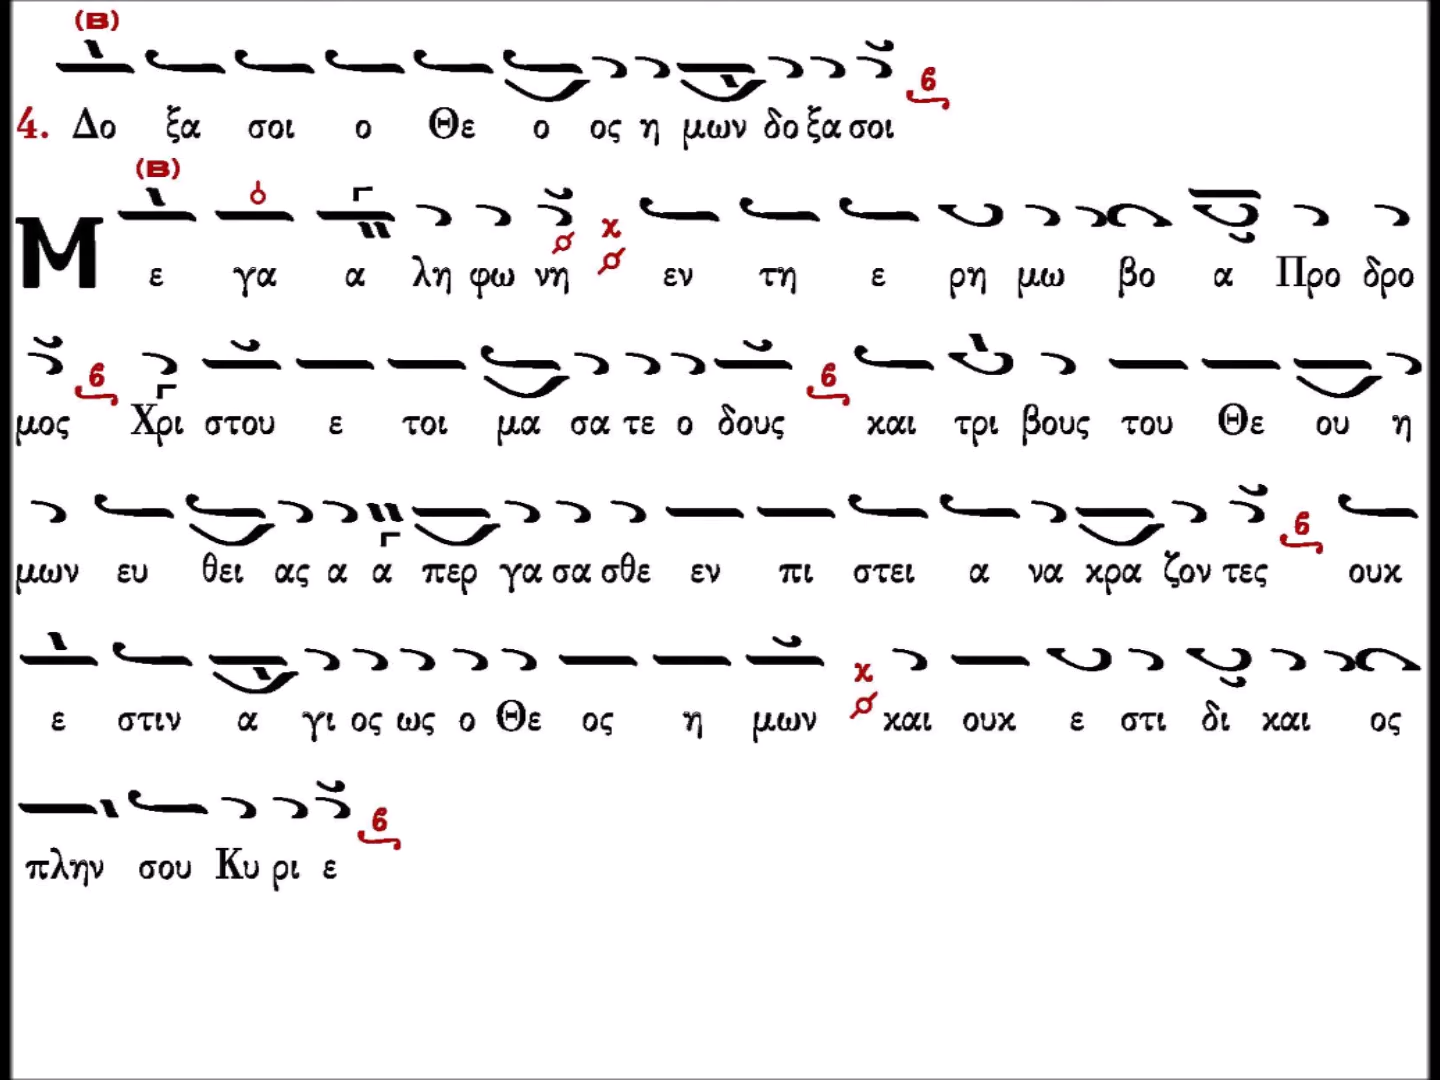 (Β)
4. Δο ξα σοι ο Θε ο ος η μων δο ξα σοι
(Β)
Μ ε γα α λη φω νη εν τη ε ρη μω βο α Προ δρο
μος Χρι στου ε τοι μα σα τε ο δους και τρι βους του Θε ου η
μων ευ θει ας α α περ γα σα σθε εν πι στει α να κρα ζον τες ουκ
ε στιν α γι ος ως ο Θε ος η μων και ουκ ε στι δι και ος
πλην σου Κυ ρι ε